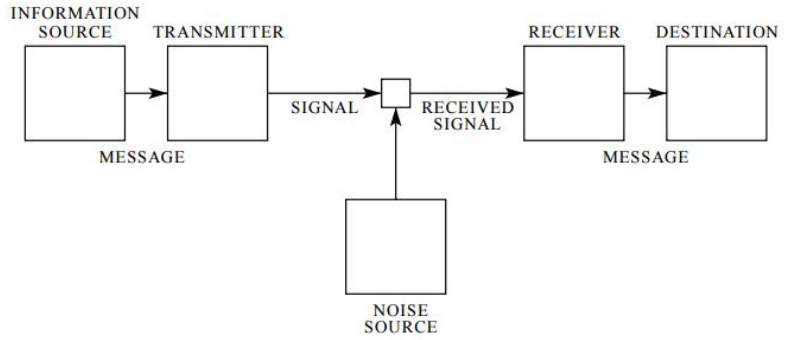 INFORMATION
SOURCE
TRANSMITTER
RECEIVER
DESTINATION
SIGNAL
RECEIVED
SIGNAL
MESSAGE
MESSAGE
NOISE
SOURCE